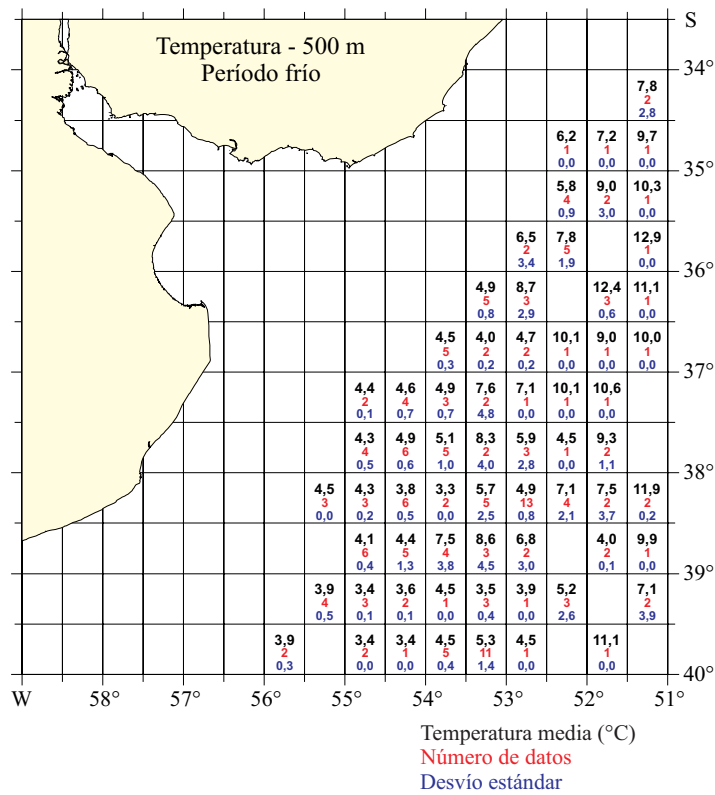 Temperatura - 500 m
Período frío
S
34°
7,8
2
2,8
6,2 7,2 9,7
1 1 1
0,0 0,0 0,0
35°
5,8 9,0 10,3
4 2 1
0,9 3,0 0,0
6,5 7,8 12,9
2 5 1
3,4 1,9 0,0
36°
4,9 8,7 12,4 11,1
5 3 3 1
0,8 2,9 0,6 0,0
4,5 4,0 4,7 10,1 9,0 10,0
5 2 2 1 1 1
0,3 0,2 0,2 0,0 0,0 0,0
37°
4,4 4,6 4,9 7,6 7,1 10,1 10,6
2 4 3 2 1 1 1
0,1 0,7 0,7 4,8 0,0 0,0 0,0
4,3 4,9 5,1 8,3 5,9 4,5 9,3
4 6 5 2 3 1 2
0,5 0,6 1,0 4,0 2,8 0,0 1,1
38°
4,5 4,3 3,8 3,3 5,7 4,9 7,1 7,5 11,9
3 3 6 2 5 13 4 2 2
0,0 0,2 0,5 0,0 2,5 0,8 2,1 3,7 0,2
4,1 4,4 7,5 8,6 6,8 4,0 9,9
6 5 4 3 2 2 1
0,4 1,3 3,8 4,5 3,0 0,1 0,0
39°
3,9 3,4 3,6 4,5 3,5 3,9 5,2 7,1
4 3 2 1 3 1 3 2
0,5 0,1 0,1 0,0 0,4 0,0 2,6 3,9
3,9 3,4 3,4 4,5 5,3 4,5 11,1
2 2 1 5 11 1 1
0,3 0,0 0,0 0,4 1,4 0,0 0,0
40°
W 58° 57° 56° 55° 54° 53° 52° 51°
Temperatura media (°C)
Número de datos
Desvío estándar